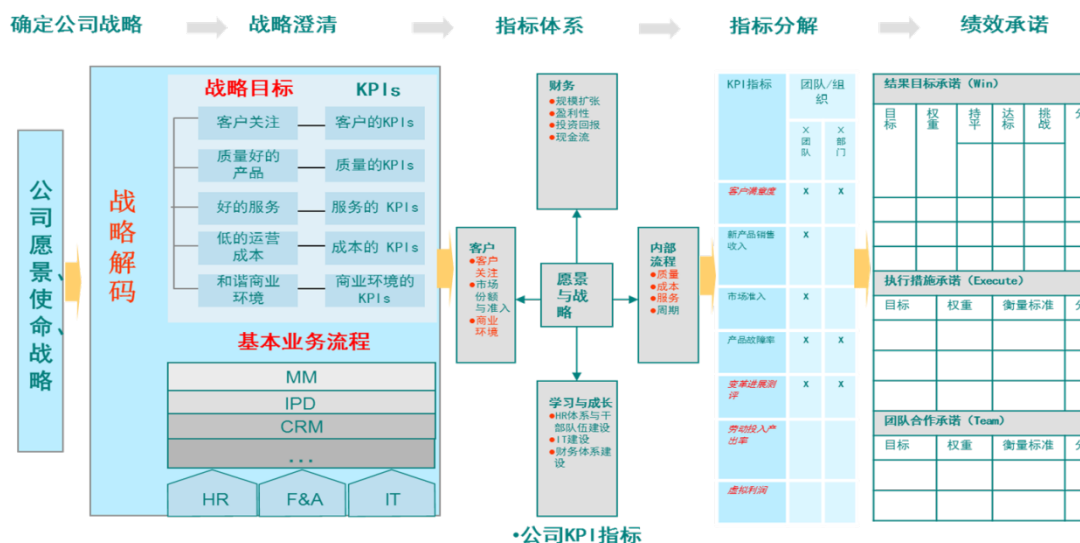 确定公司战略
战略澄清
指标体系
指标分解
绩效承诺
公司愿景、使命、战略
战略解码
战略目标
KPIs
客户关注
客户的KPIs
质量好的
产品
质量的KPIs
好的服务
服务的 KPIs
低的运营
成本
成本的 KPIs
和谐商业
环境
商业环境的
KPIs
基本业务流程
MM
IPD
CRM
...
HR
F&A
IT
财务
●规模扩张
●盈利性
●投资回报
●现金流
客户
●客户
关注
●市场
份额
与准入
●商业
环境
愿景
与战
略
内部
流程
●质量
●成本
●服务
●周期
学习与成长
●HR体系与干
部队伍建设
●IT建设
●财务体系建
设
•公司KPI指标
KPI指标
团队/组
织
X
团
队
X
部
门
客户满意度
X
X
新产品销售
收入
X
市场准入
X
产品故障率
X
X
变革进展测
评
X
X
劳动投入产
出率
虚拟利润
结果目标承诺（Win）
目标
权重
持平
达标
挑战
执行措施承诺（Execute）
目标
权重
衡量标准
团队合作承诺（Team）
目标
权重
衡量标准